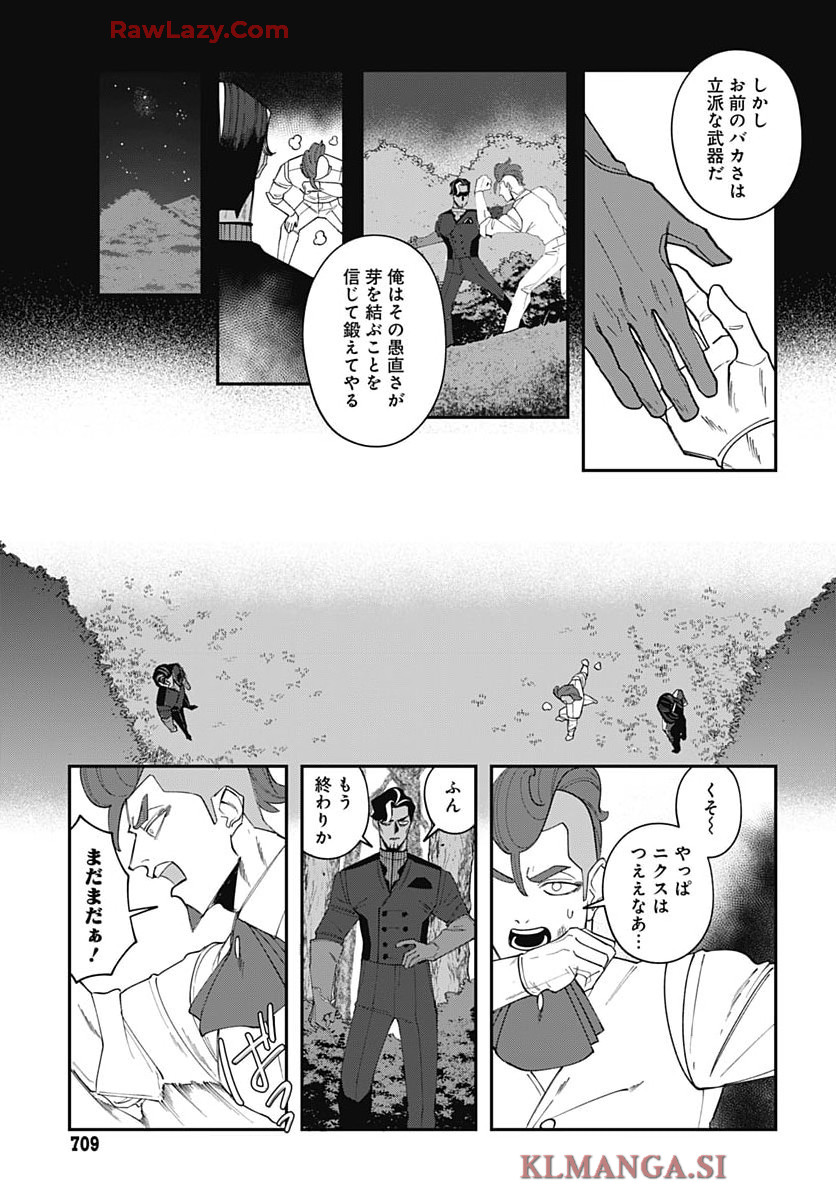 RawLazy.Com
しかし
お前のバカさは
立派な武器だ
俺はその愚直さが
芽を結ぶことを
信じて鍛えてやる
くそ〜
やっぱ
ニクスは
つええなあ…
ふん
もう
終わりか
まだまだぁ!
709
KLMANGA.SI